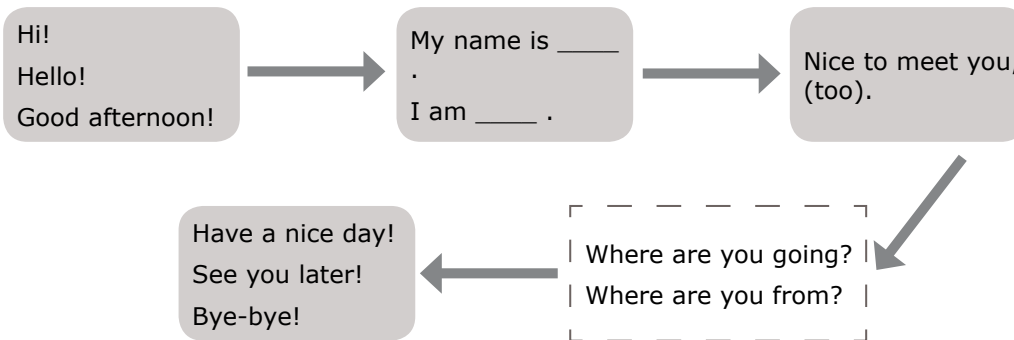 Hi!
Hello!
Good afternoon!
My name is ____
.
I am ____ .
Nice to meet you,
(too).
Where are you going?
Where are you from?
Have a nice day!
See you later!
Bye-bye!